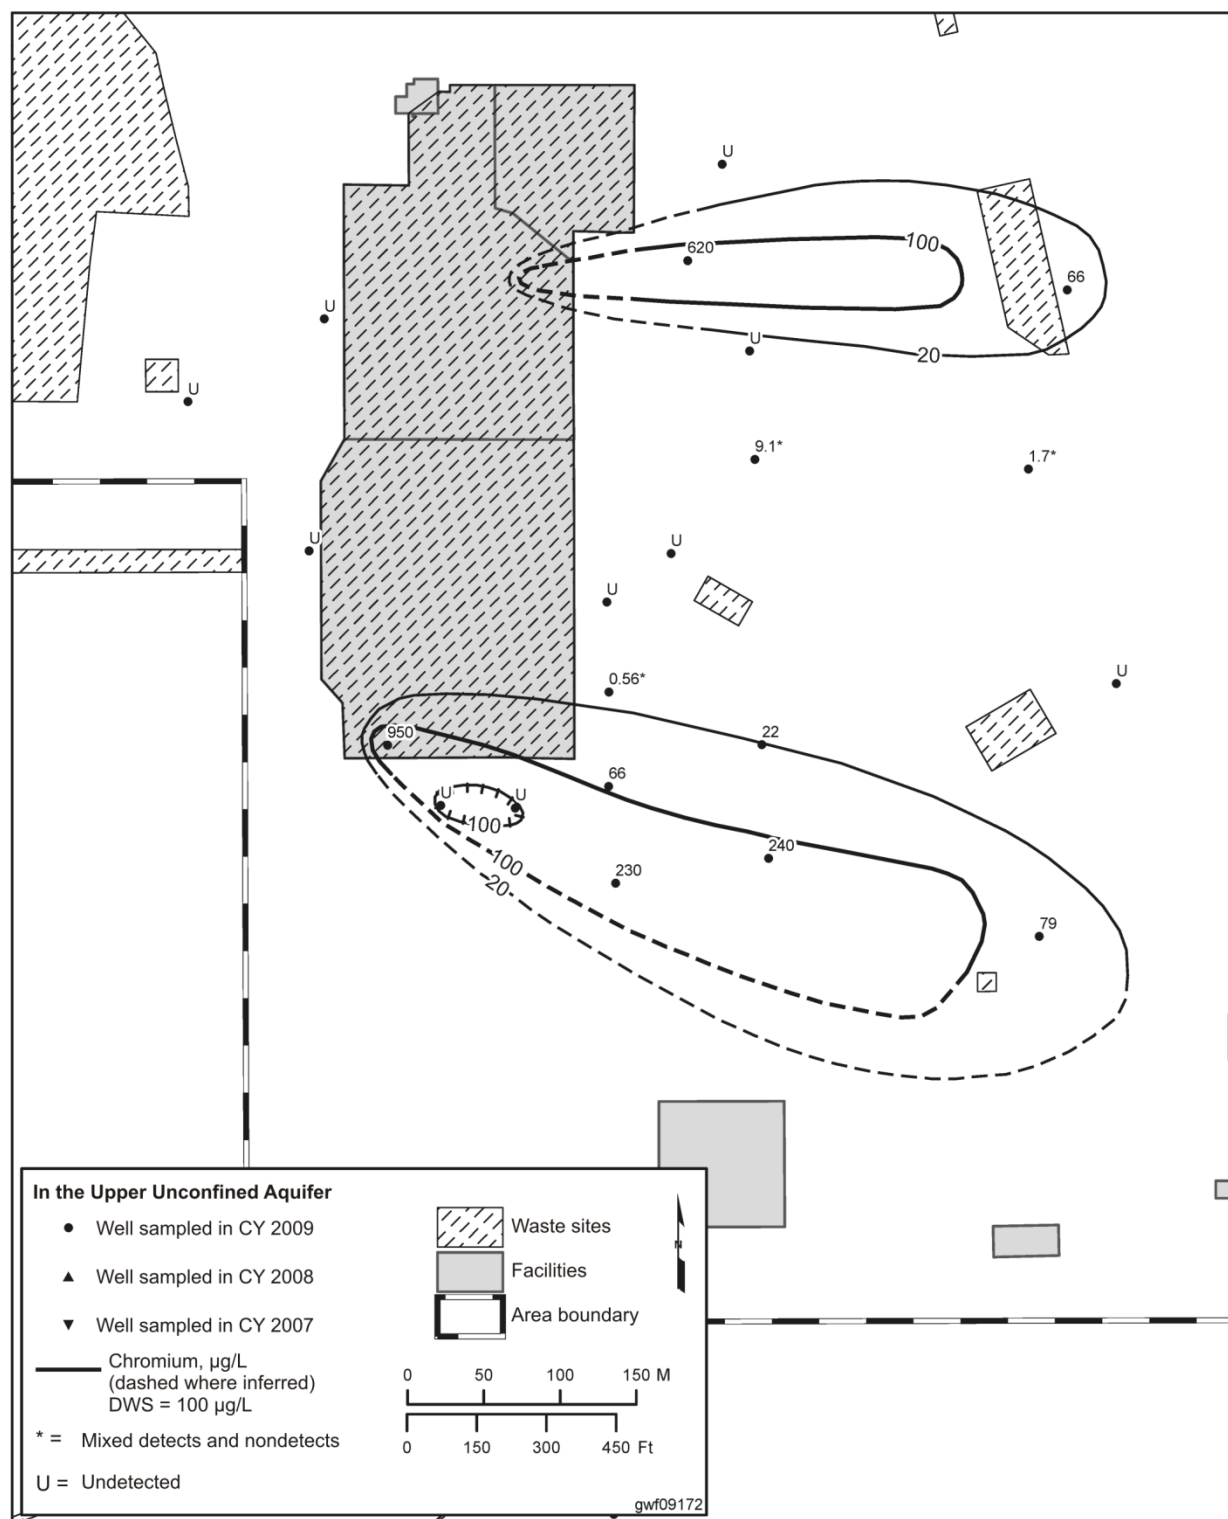 U
100
620
66
U
20
U
U
9.1*
1.7*
U
U
U
0.56*
U
950
22
66
U
U
100
100
20
240
230
79
In the Upper Unconfined Aquifer
Well sampled in CY 2009
Well sampled in CY 2008
Well sampled in CY 2007
Chromium, µg/L
(dashed where inferred)
DWS = 100 µg/L
* = Mixed detects and nondetects
U = Undetected
Waste sites
Facilities
Area boundary
N
0 50 100 150 M
0 150 300 450 Ft
gwf09172